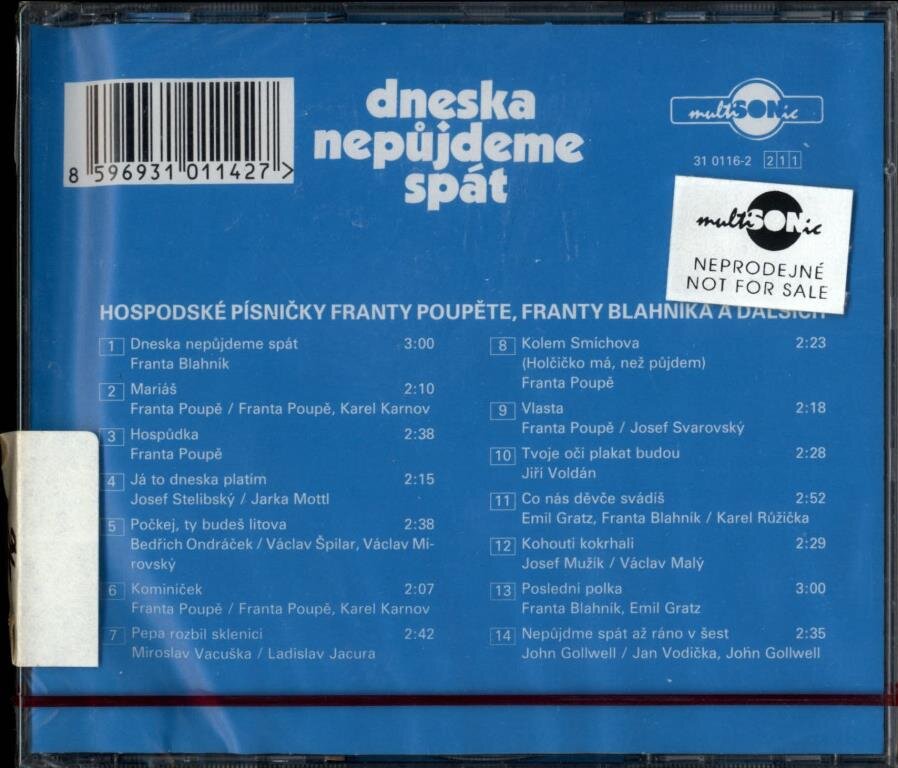 dneska
nepůjdeme
spát
8 596931 011427 >
multiSONic
31 0116-2 211
multiSONic
NEPRODEJNÉ
NOT FOR SALE
HOSPODSKÉ PÍSNIČKY FRANTY POUPĚTE, FRANTY BLAHNÍKA A DALŠÍCH
1 Dneska nepůjdeme spát 3:00
Franta Blahník
2 Mariáš 2:10
Franta Poupě / Franta Poupě, Karel Karnov
3 Hospůdka 2:38
Franta Poupě
4 Já to dneska platím 2:15
Josef Stelibský / Jarka Mottl
5 Počkej, ty budeš litova 2:38
Bedřich Ondráček / Václav Špilar, Václav Mi-
rovský
6 Kominíček 2:07
Franta Poupě / Franta Poupě, Karel Karnov
7 Pepa rozbil sklenici 2:42
Miroslav Vacuška / Ladislav Jacura
8 Kolem Smíchova 2:23
(Holčičko má, než půjdem)
Franta Poupě
9 Vlasta 2:18
Franta Poupě / Josef Svarovský
10 Tvoje oči plakat budou 2:28
Jiří Voldán
11 Co nás děvče svádíš 2:52
Emil Gratz, Franta Blahník / Karel Růžička
12 Kohouti kokrhali 2:29
Josef Mužík / Václav Malý
13 Poslední polka 3:00
Franta Blahník, Emil Gratz
14 Nepůjdme spát až ráno v šest 2:35
John Gollwell / Jan Vodička, John Gollwell